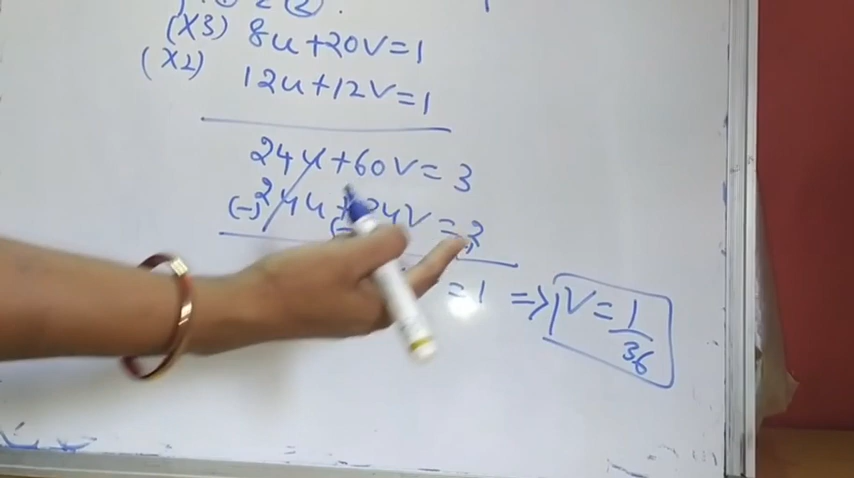 (X3) 8u+20V=1
(X2) 12u+12V=1
24u+60V=3
(-) 24u+24V=2
=1 => V=1/36